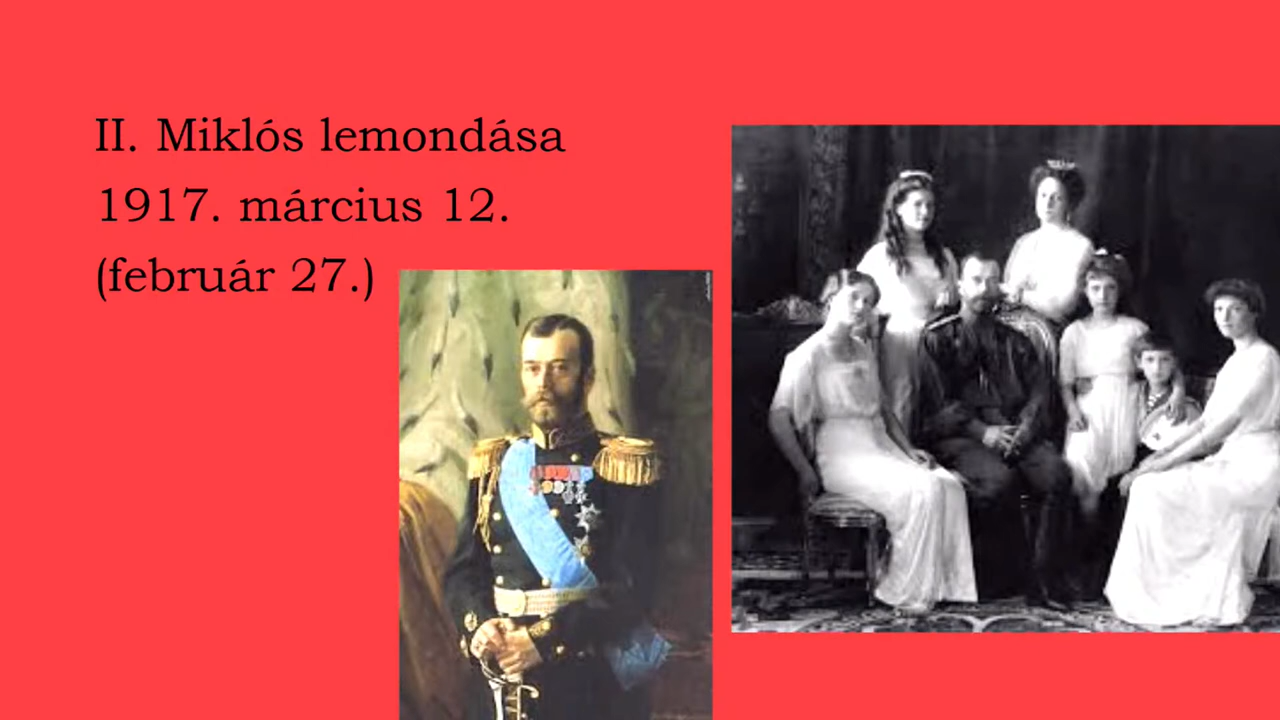 II. Miklós lemondása
1917. március 12.
(február 27.)